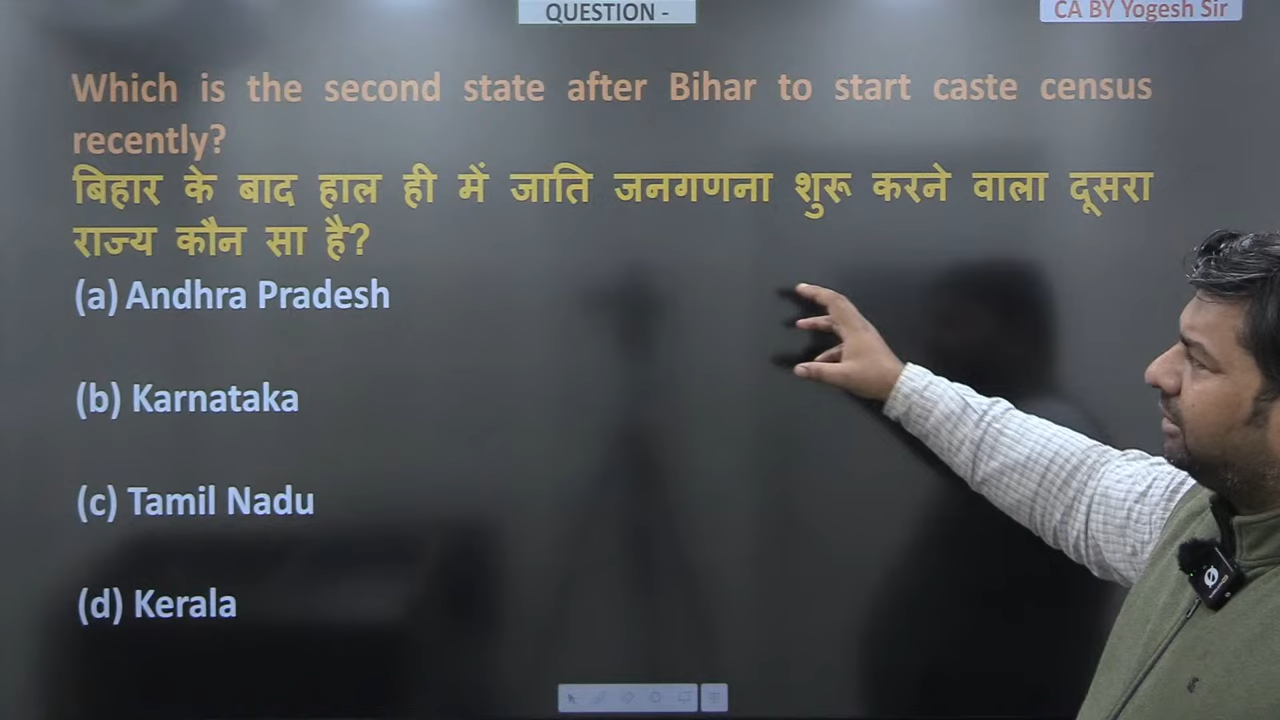 QUESTION -
CA BY Yogesh Sir
Which is the second state after Bihar to start caste census
recently?
बिहार के बाद हाल ही में जाति जनगणना शुरू करने वाला दूसरा
राज्य कौन सा है?
(a) Andhra Pradesh
(b) Karnataka
(c) Tamil Nadu
(d) Kerala